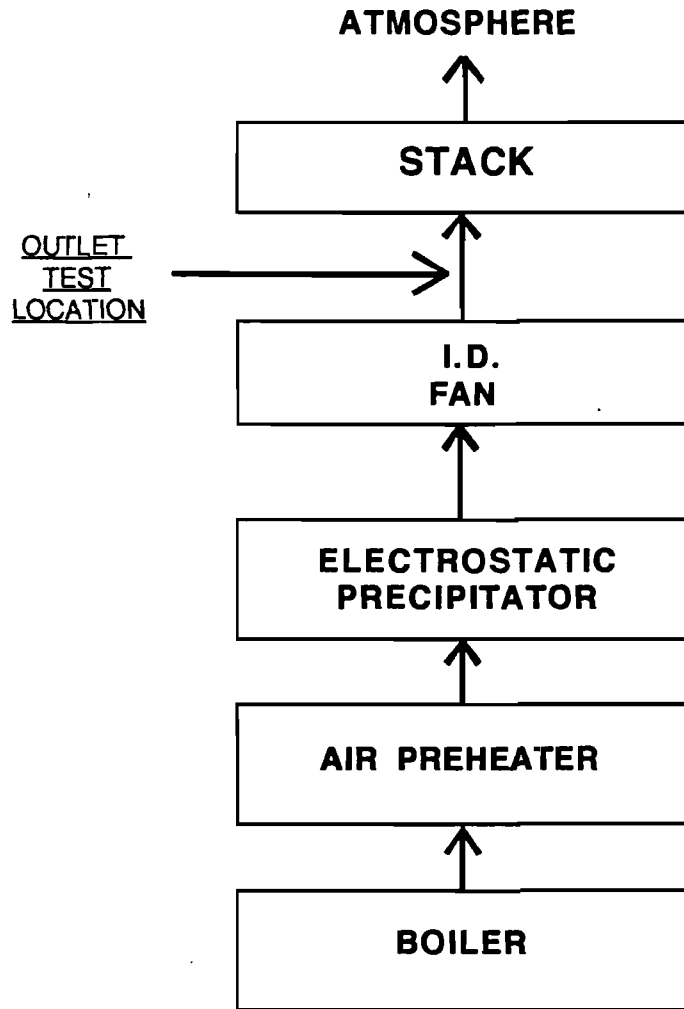 ATMOSPHERE
STACK
OUTLET
TEST
LOCATION
I.D.
FAN
ELECTROSTATIC
PRECIPITATOR
AIR PREHEATER
BOILER